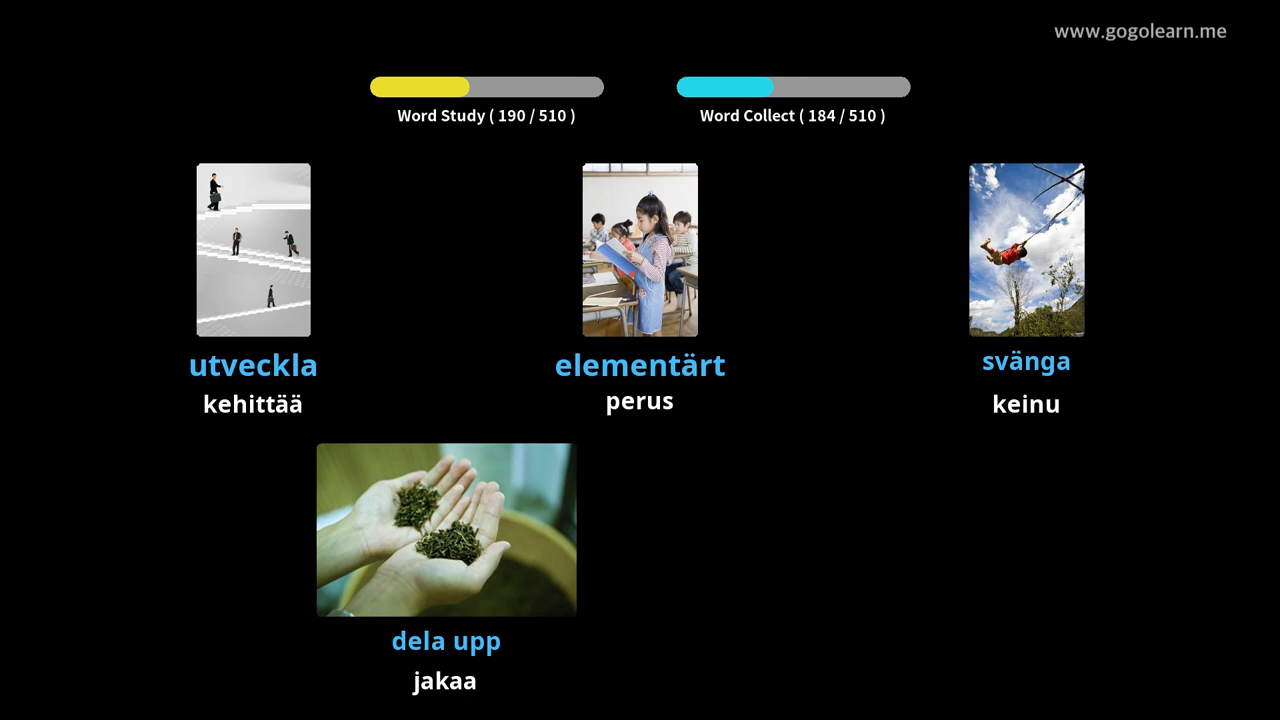 www.gogolearn.me
Word Study ( 190 / 510 )
Word Collect ( 184 / 510 )
utveckla
kehittää
elementärt
perus
svänga
keinu
dela upp
jakaa